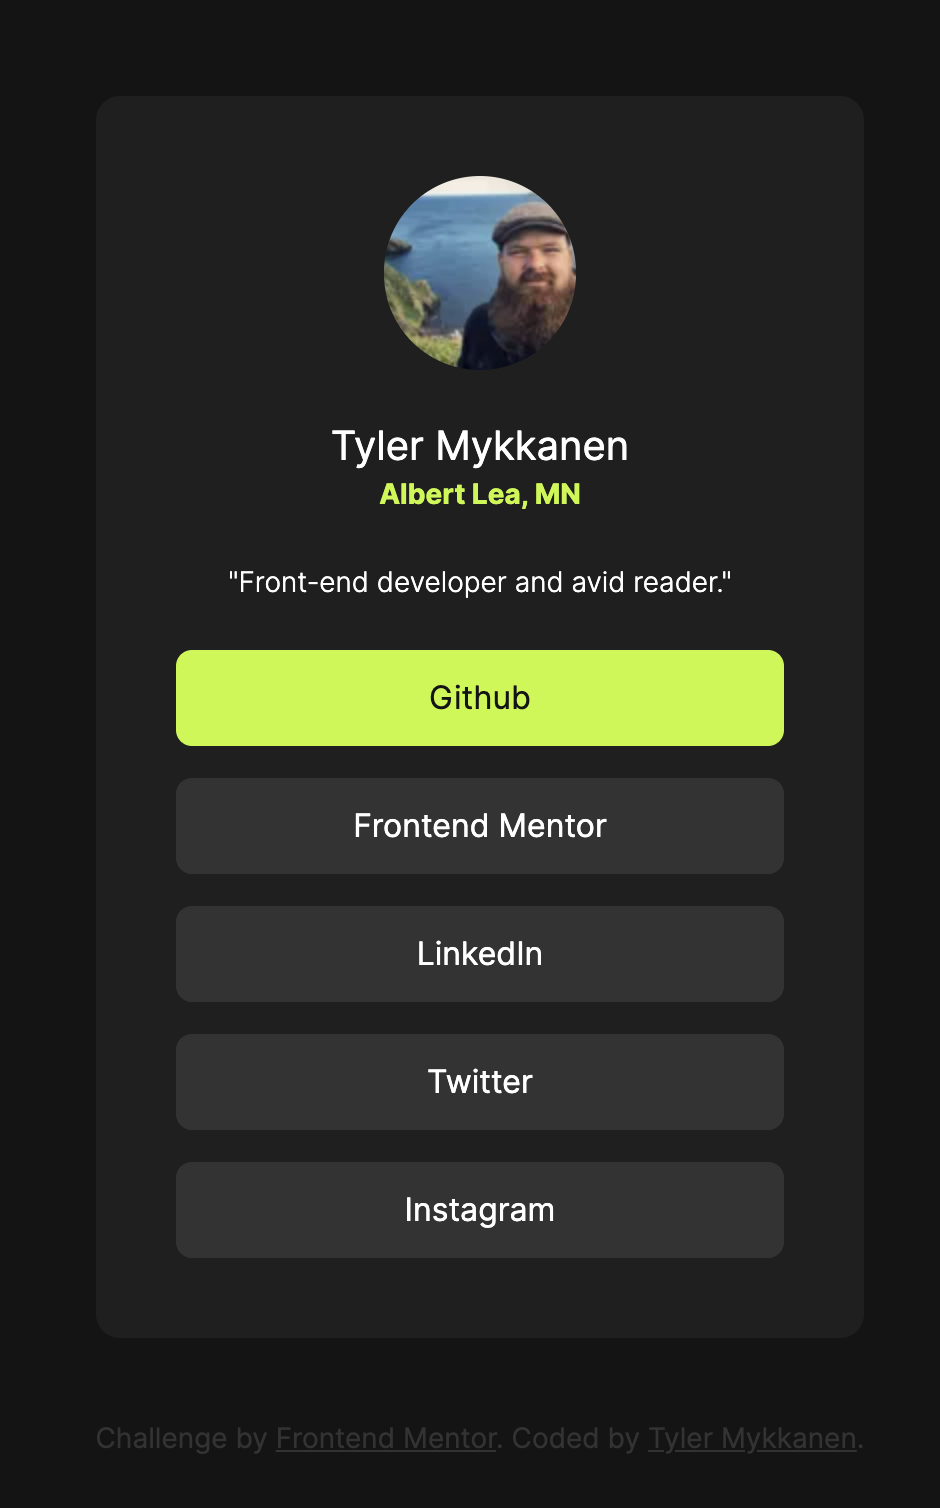 Tyler Mykkanen
Albert Lea, MN
"Front-end developer and avid reader."
Github
Frontend Mentor
LinkedIn
Twitter
Instagram
Challenge by Frontend Mentor. Coded by Tyler Mykkanen.